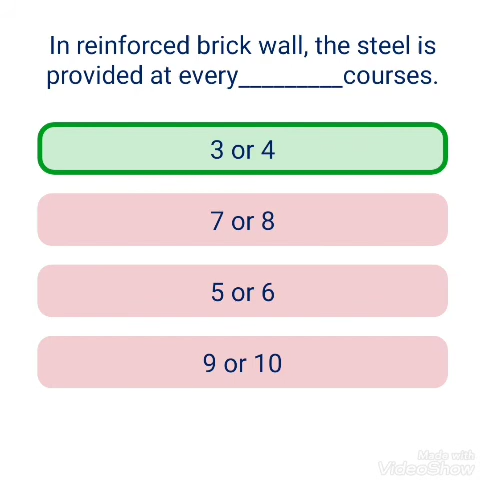 In reinforced brick wall, the steel is
provided at every_________courses.
3 or 4
7 or 8
5 or 6
9 or 10
Made with
VideoShow